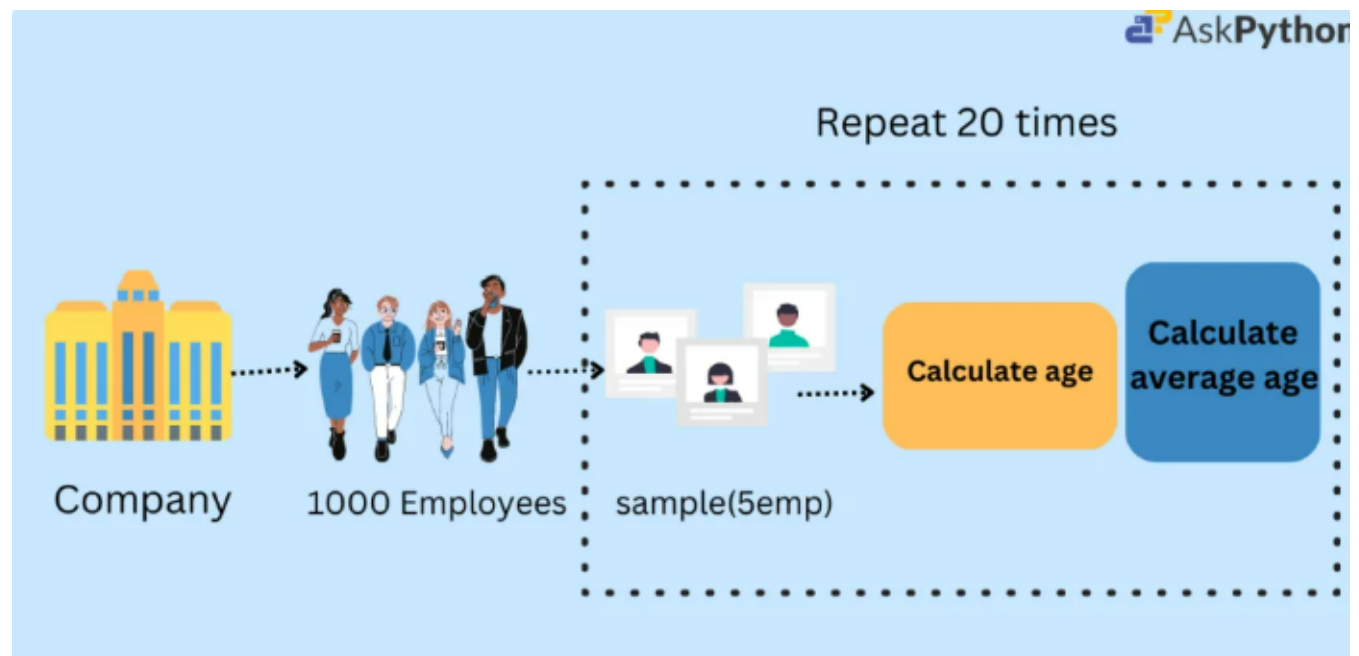 AskPython
Repeat 20 times
Calculate age
Calculate
average age
Company
1000 Employees
sample(5emp)